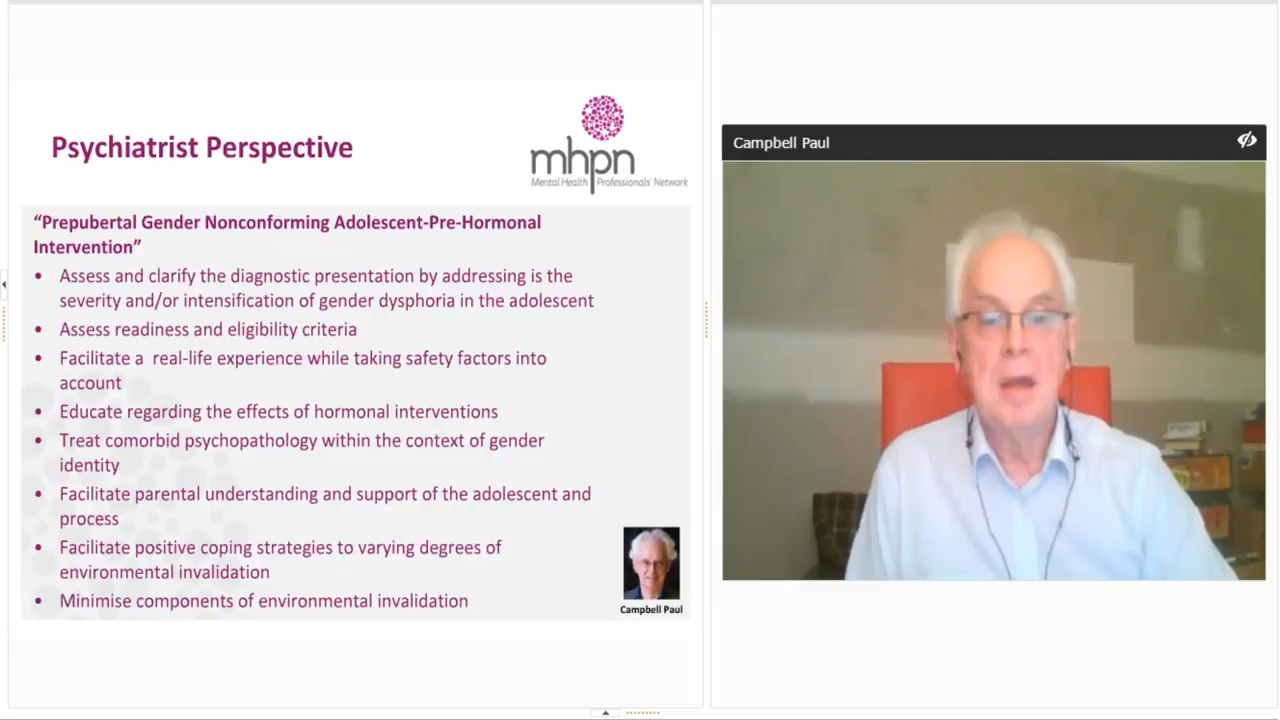 Psychiatrist Perspective
mhpn
Mental Health Professionals' Network
"Prepubertal Gender Nonconforming Adolescent-Pre-Hormonal
Intervention"
• Assess and clarify the diagnostic presentation by addressing is the
severity and/or intensification of gender dysphoria in the adolescent
• Assess readiness and eligibility criteria
• Facilitate a real-life experience while taking safety factors into
account
• Educate regarding the effects of hormonal interventions
• Treat comorbid psychopathology within the context of gender
identity
• Facilitate parental understanding and support of the adolescent and
process
• Facilitate positive coping strategies to varying degrees of
environmental invalidation
• Minimise components of environmental invalidation
Campbell Paul
Campbell Paul